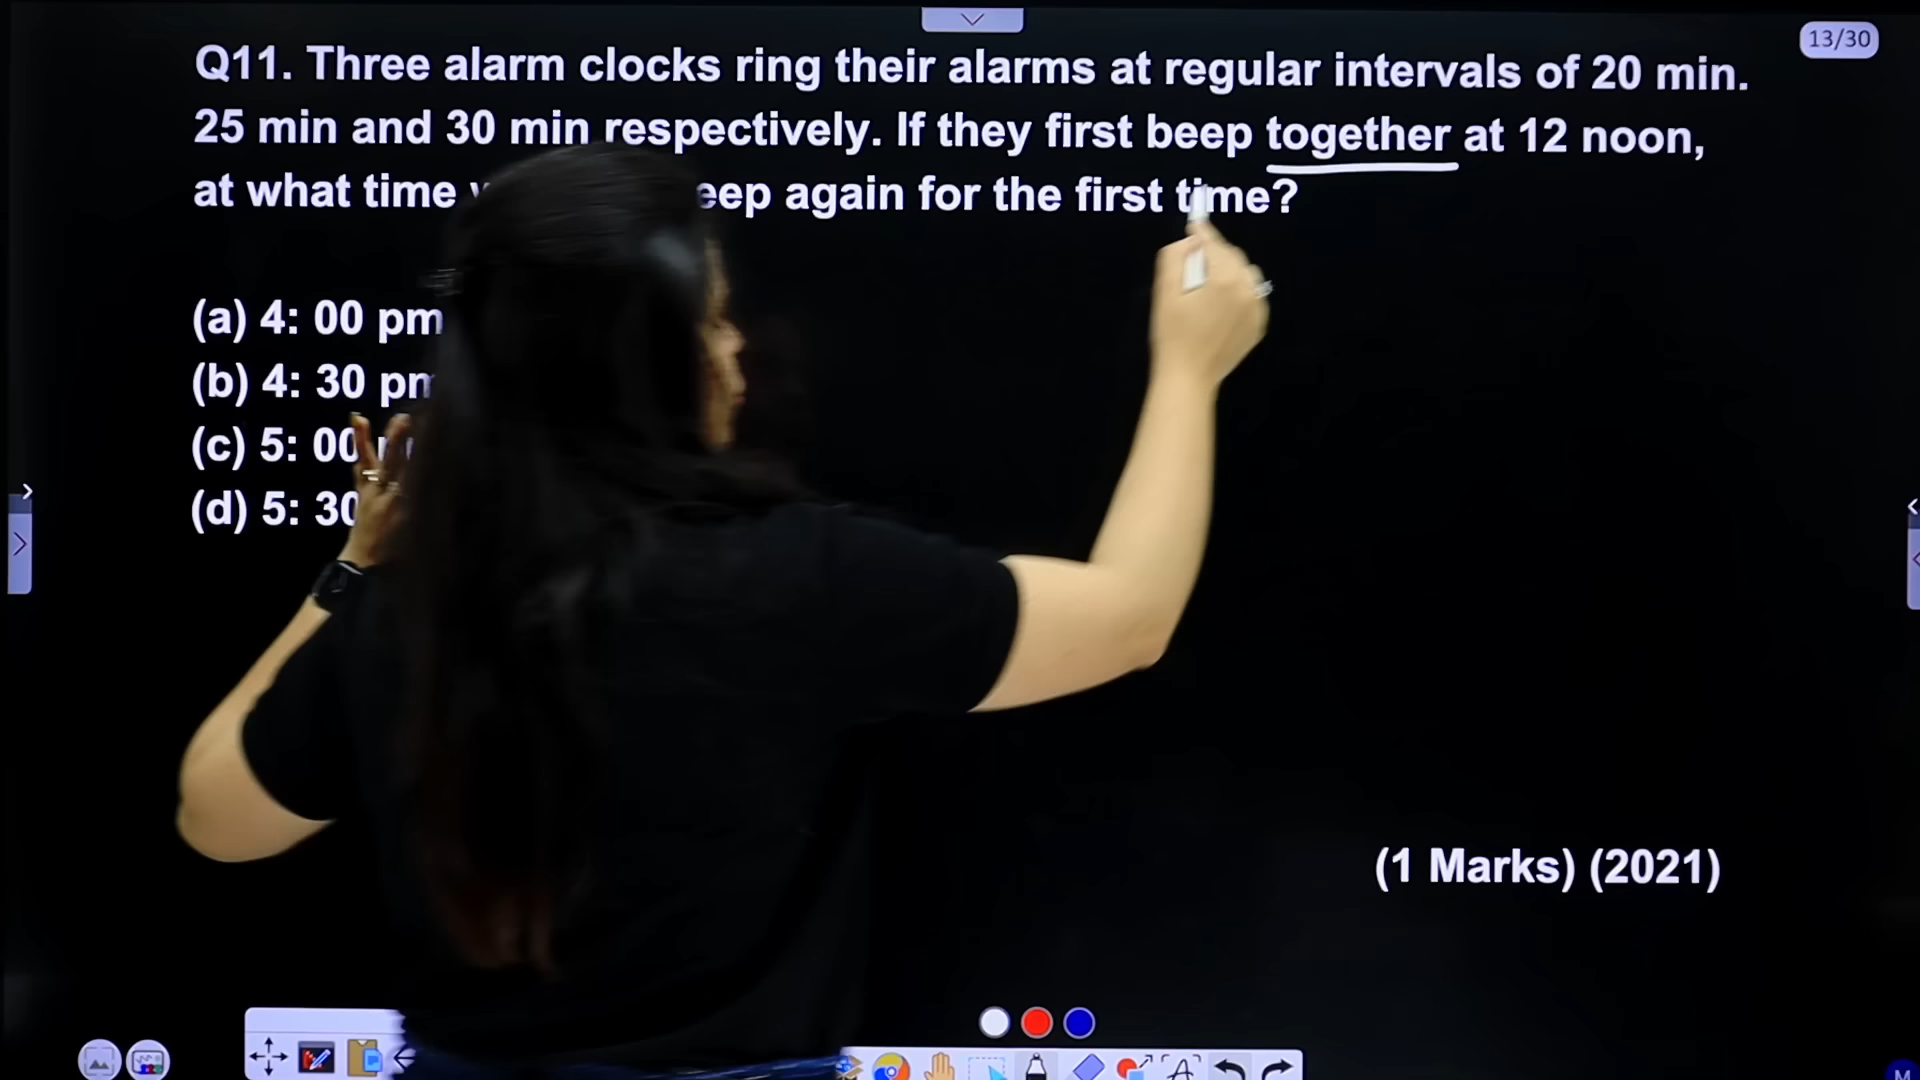 13/30
Q11. Three alarm clocks ring their alarms at regular intervals of 20 min.
25 min and 30 min respectively. If they first beep together at 12 noon,
at what time eep again for the first time?
(a) 4: 00 pm
(b) 4: 30 pm
(c) 5: 00
(d) 5: 30
(1 Marks) (2021)